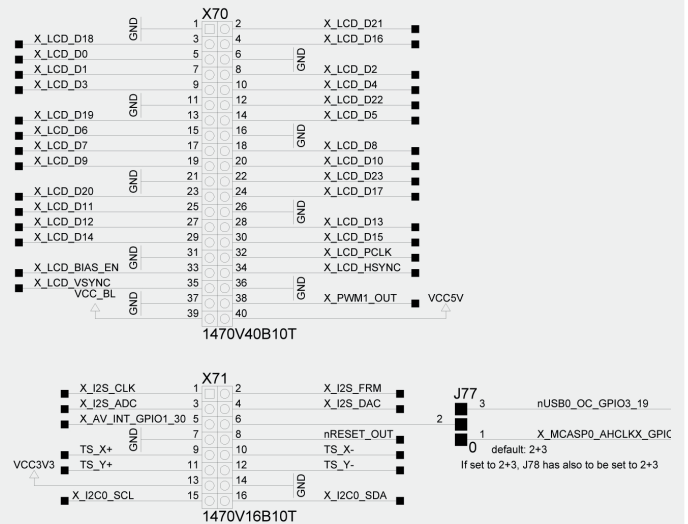 X70
GND 1 2 X_LCD_D21
X_LCD_D18 3 4 X_LCD_D16
X_LCD_D0 5 6 GND
X_LCD_D1 7 8 X_LCD_D2
X_LCD_D3 9 10 X_LCD_D4
GND 11 12 X_LCD_D22
X_LCD_D19 13 14 X_LCD_D5
X_LCD_D6 15 16 GND
X_LCD_D7 17 18 X_LCD_D8
X_LCD_D9 19 20 X_LCD_D10
GND 21 22 X_LCD_D23
X_LCD_D20 23 24 X_LCD_D17
X_LCD_D11 25 26 GND
X_LCD_D12 27 28 X_LCD_D13
X_LCD_D14 29 30 X_LCD_D15
GND 31 32 X_LCD_PCLK
X_LCD_BIAS_EN 33 34 X_LCD_HSYNC
X_LCD_VSYNC 35 36 GND
VCC_BL GND 37 38 X_PWM1_OUT VCC5V
39 40
1470V40B10T
X71
X_I2S_CLK 1 2 X_I2S_FRM
X_I2S_ADC 3 4 X_I2S_DAC
X_AV_INT_GPIO1_30 5 6
GND 7 8 nRESET_OUT
TS_X+ 9 10 TS_X-
VCC3V3 TS_Y+ 11 12 TS_Y-
13 14 GND
X_I2C0_SCL 15 16 X_I2C0_SDA
1470V16B10T
J77
3 nUSB0_OC_GPIO3_19
2
1 X_MCASP0_AHCLKX_GPIC
0 default: 2+3
If set to 2+3, J78 has also to be set to 2+3